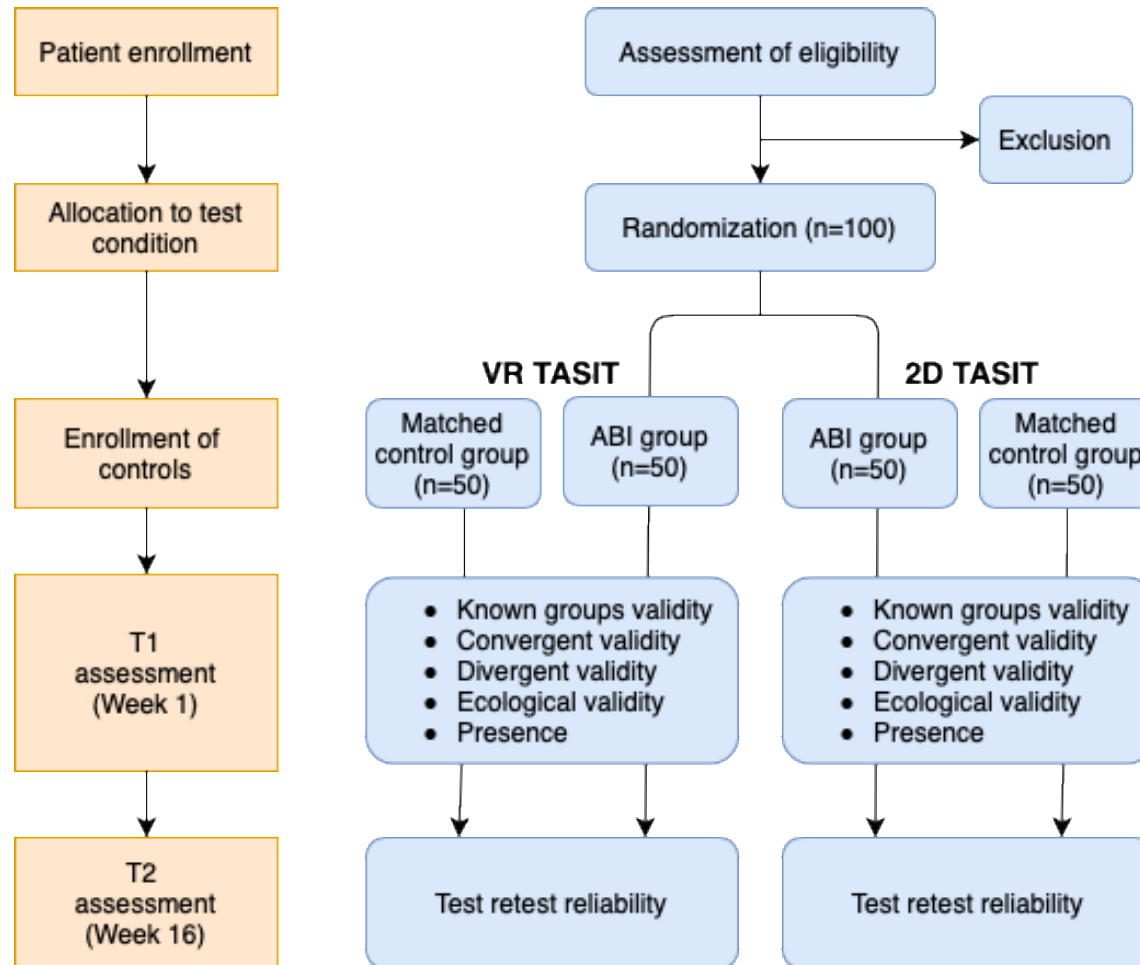 Patient enrollment
Assessment of eligibility
Exclusion
Allocation to test
condition
Randomization (n=100)
VR TASIT
2D TASIT
Enrollment of
controls
Matched
control group
(n=50)
ABI group
(n=50)
ABI group
(n=50)
Matched
control group
(n=50)
T1
assessment
(Week 1)
● Known groups validity
● Convergent validity
● Divergent validity
● Ecological validity
● Presence
● Known groups validity
● Convergent validity
● Divergent validity
● Ecological validity
● Presence
T2
assessment
(Week 16)
Test retest reliability
Test retest reliability